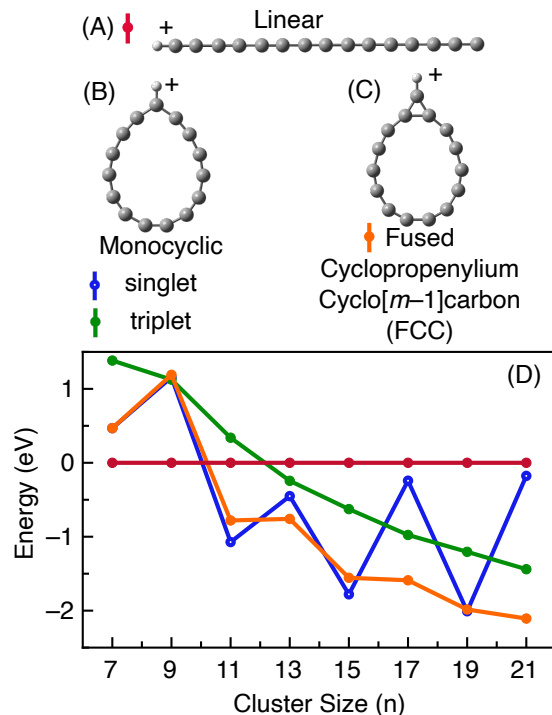 (A)
Linear
+
(B)
+
(C)
+
Monocyclic
singlet
triplet
Fused
Cyclopropenylium
Cyclo[m–1]carbon
(FCC)
(D)
Energy (eV)
1
0
−1
−2
7 9 11 13 15 17 19 21
Cluster Size (n)